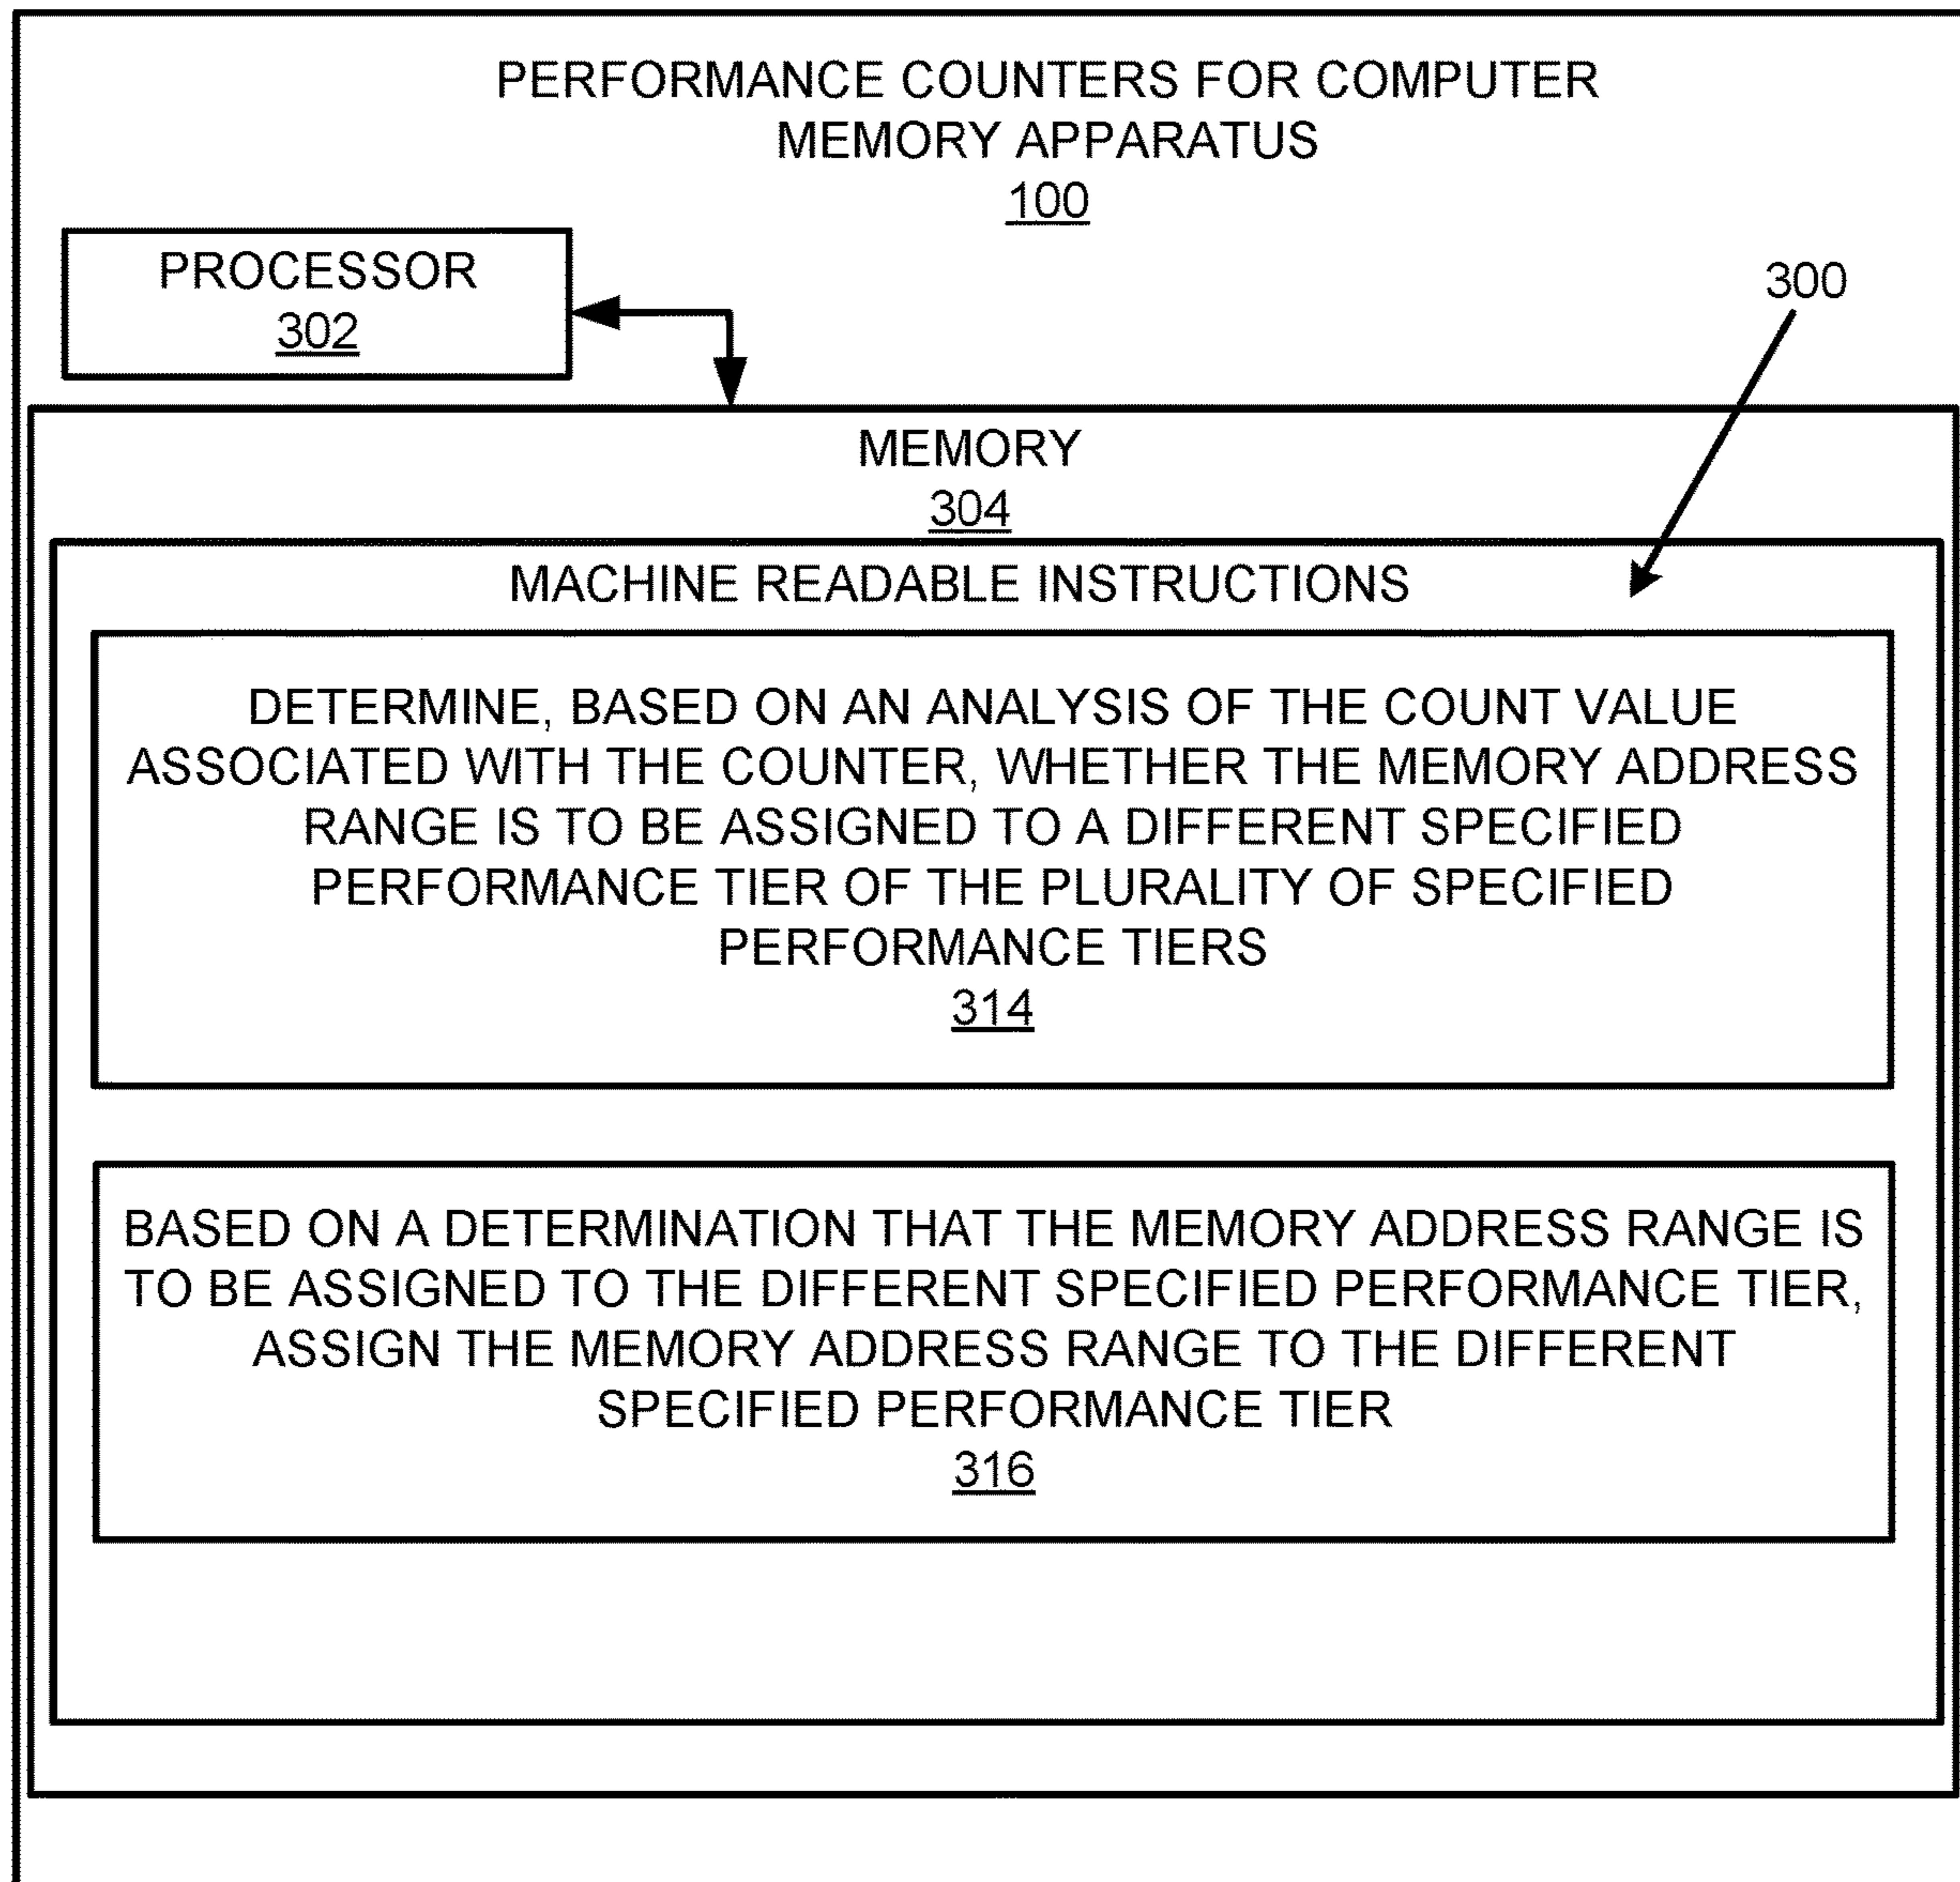 PERFORMANCE COUNTERS FOR COMPUTER
MEMORY APPARATUS
100
PROCESSOR
302
300
MEMORY
304
MACHINE READABLE INSTRUCTIONS
DETERMINE, BASED ON AN ANALYSIS OF THE COUNT VALUE
ASSOCIATED WITH THE COUNTER, WHETHER THE MEMORY ADDRESS
RANGE IS TO BE ASSIGNED TO A DIFFERENT SPECIFIED
PERFORMANCE TIER OF THE PLURALITY OF SPECIFIED
PERFORMANCE TIERS
314
BASED ON A DETERMINATION THAT THE MEMORY ADDRESS RANGE IS
TO BE ASSIGNED TO THE DIFFERENT SPECIFIED PERFORMANCE TIER,
ASSIGN THE MEMORY ADDRESS RANGE TO THE DIFFERENT
SPECIFIED PERFORMANCE TIER
316